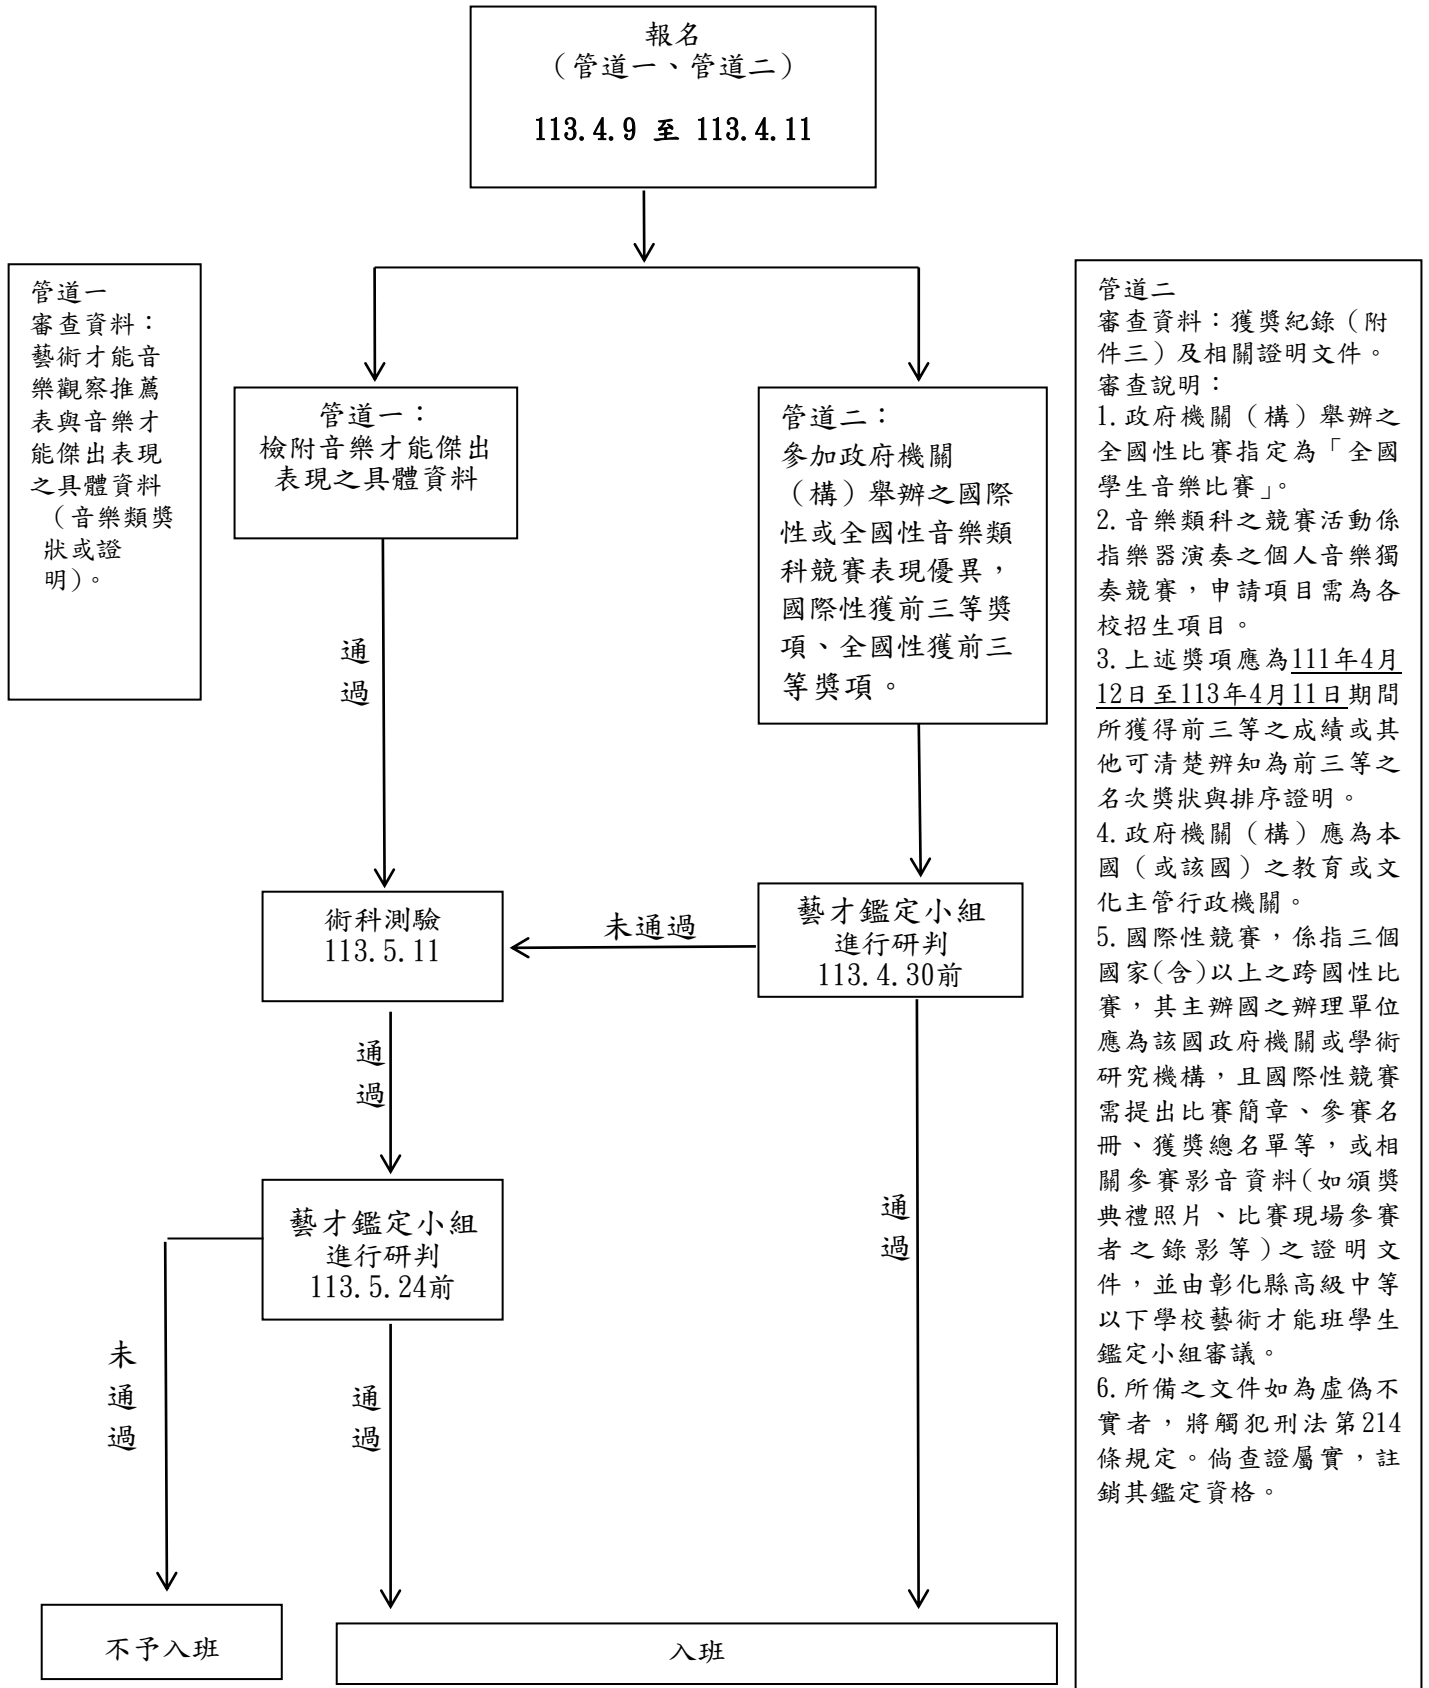 報名
（管道一、管道二）
113.4.9 至 113.4.11
管道一
審查資料：
藝術才能音
樂觀察推薦
表與音樂才
能傑出表現
之具體資料
（音樂類獎
狀或證
明）。
管道一：
檢附音樂才能傑出
表現之具體資料
管道二：
參加政府機關
（構）舉辦之國際
性或全國性音樂類
科競賽表現優異，
國際性獲前三等獎
項、全國性獲前三
等獎項。
管道二
審查資料：獲獎紀錄（附
件三）及相關證明文件。
審查說明：
1.政府機關（構）舉辦之
全國性比賽指定為「全國
學生音樂比賽」。
2.音樂類科之競賽活動係
指樂器演奏之個人音樂獨
奏競賽，申請項目需為各
校招生項目。
3.上述獎項應為111年4月
12日至113年4月11日期間
所獲得前三等之成績或其
他可清楚辨知為前三等之
名次獎狀與排序證明。
4.政府機關（構）應為本
國（或該國）之教育或文
化主管行政機關。
5.國際性競賽，係指三個
國家(含)以上之跨國性比
賽，其主辦國之辦理單位
應為該國政府機關或學術
研究機構，且國際性競賽
需提出比賽簡章、參賽名
冊、獲獎總名單等，或相
關參賽影音資料(如頒獎
典禮照片、比賽現場參賽
者之錄影等)之證明文
件，並由彰化縣高級中等
以下學校藝術才能班學生
鑑定小組審議。
6.所備之文件如為虛偽不
實者，將觸犯刑法第214
條規定。倘查證屬實，註
銷其鑑定資格。
通
過
術科測驗
113.5.11
未通過
藝才鑑定小組
進行研判
113.4.30前
通
過
藝才鑑定小組
進行研判
113.5.24前
通
過
未
通
過
通
過
不予入班
入班